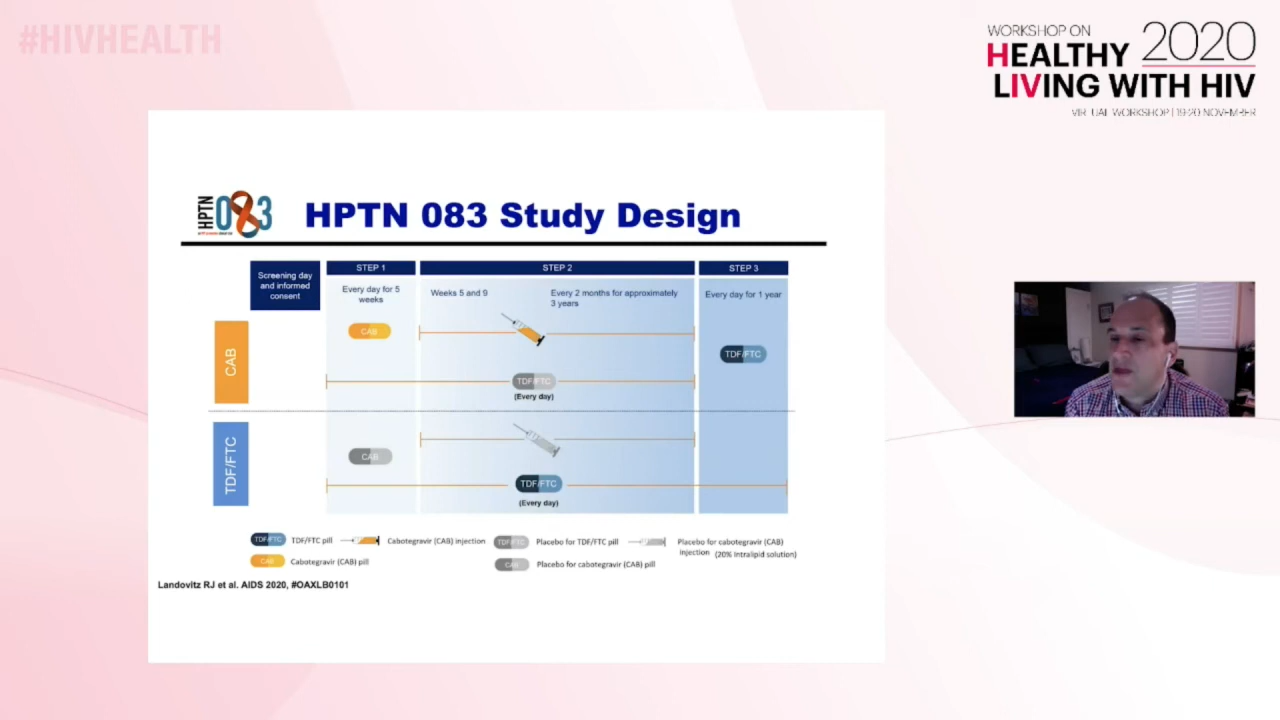 #HIVHEALTH
WORKSHOP ON
HEALTHY 2020
LIVING WITH HIV
VIRTUAL WORKSHOP | 19-20 NOVEMBER
HPTN
083
HPTN 083 Study Design
Screening day
and informed
consent
STEP 1
STEP 2
STEP 3
Every day for 5
weeks
Weeks 5 and 9
Every 2 months for approximately
3 years
Every day for 1 year
CAB
CAB
TDF/FTC
TDF/FTC
(Every day)
TDF/FTC
CAB
TDF/FTC
(Every day)
TDF/FTC TDF/FTC pill
Cabotegravir (CAB) injection
TDF/FTC Placebo for TDF/FTC pill
Placebo for cabotegravir (CAB)
injection (20% Intralipid solution)
CAB Cabotegravir (CAB) pill
CAB Placebo for cabotegravir (CAB) pill
Landovitz RJ et al. AIDS 2020, #OAXLB0101